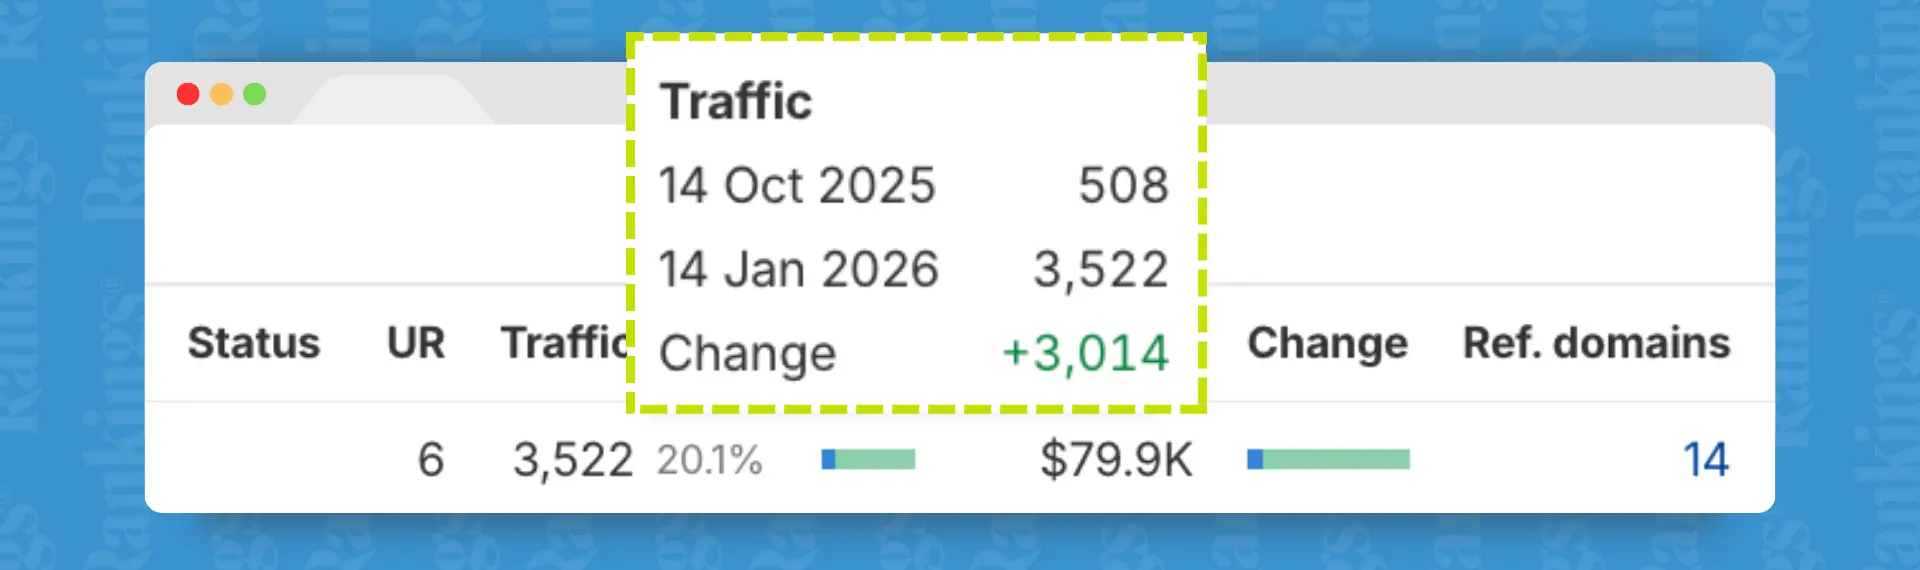 Traffic
14 Oct 2025 508
14 Jan 2026 3,522
Change +3,014
Status UR Traffic Change Ref. domains
6 3,522 20.1% $79.9K 14
Rankings®